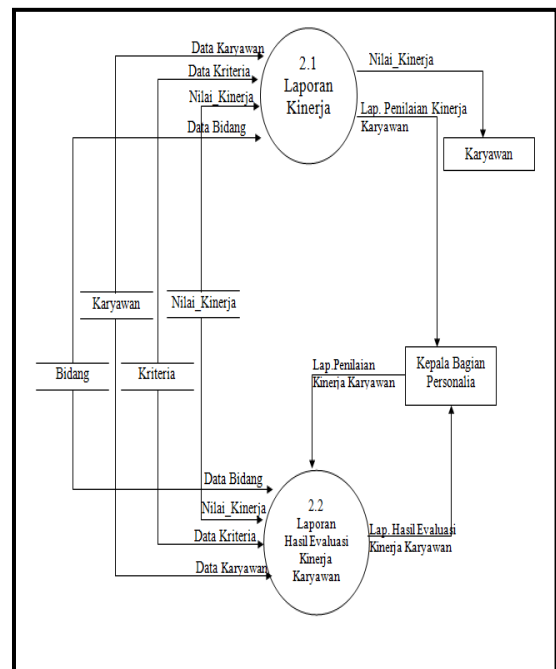 Data Karyawan
Data Kriteria
Nilai_Kinerja
Data Bidang
2.1
Laporan
Kinerja
Nilai_Kinerja
Lap. Penilaian Kinerja
Karyawan
Karyawan
Karyawan
Nilai_Kinerja
Bidang
Kriteria
Lap.Penilaian
Kinerja Karyawan
Kepala Bagian
Personalia
Data Bidang
Nilai_Kinerja
Data Kriteria
Data Karyawan
2.2
Laporan
Hasil Evaluasi
Kinerja
Karyawan
Lap.Hasil Evaluasi
Kinerja Karyawan